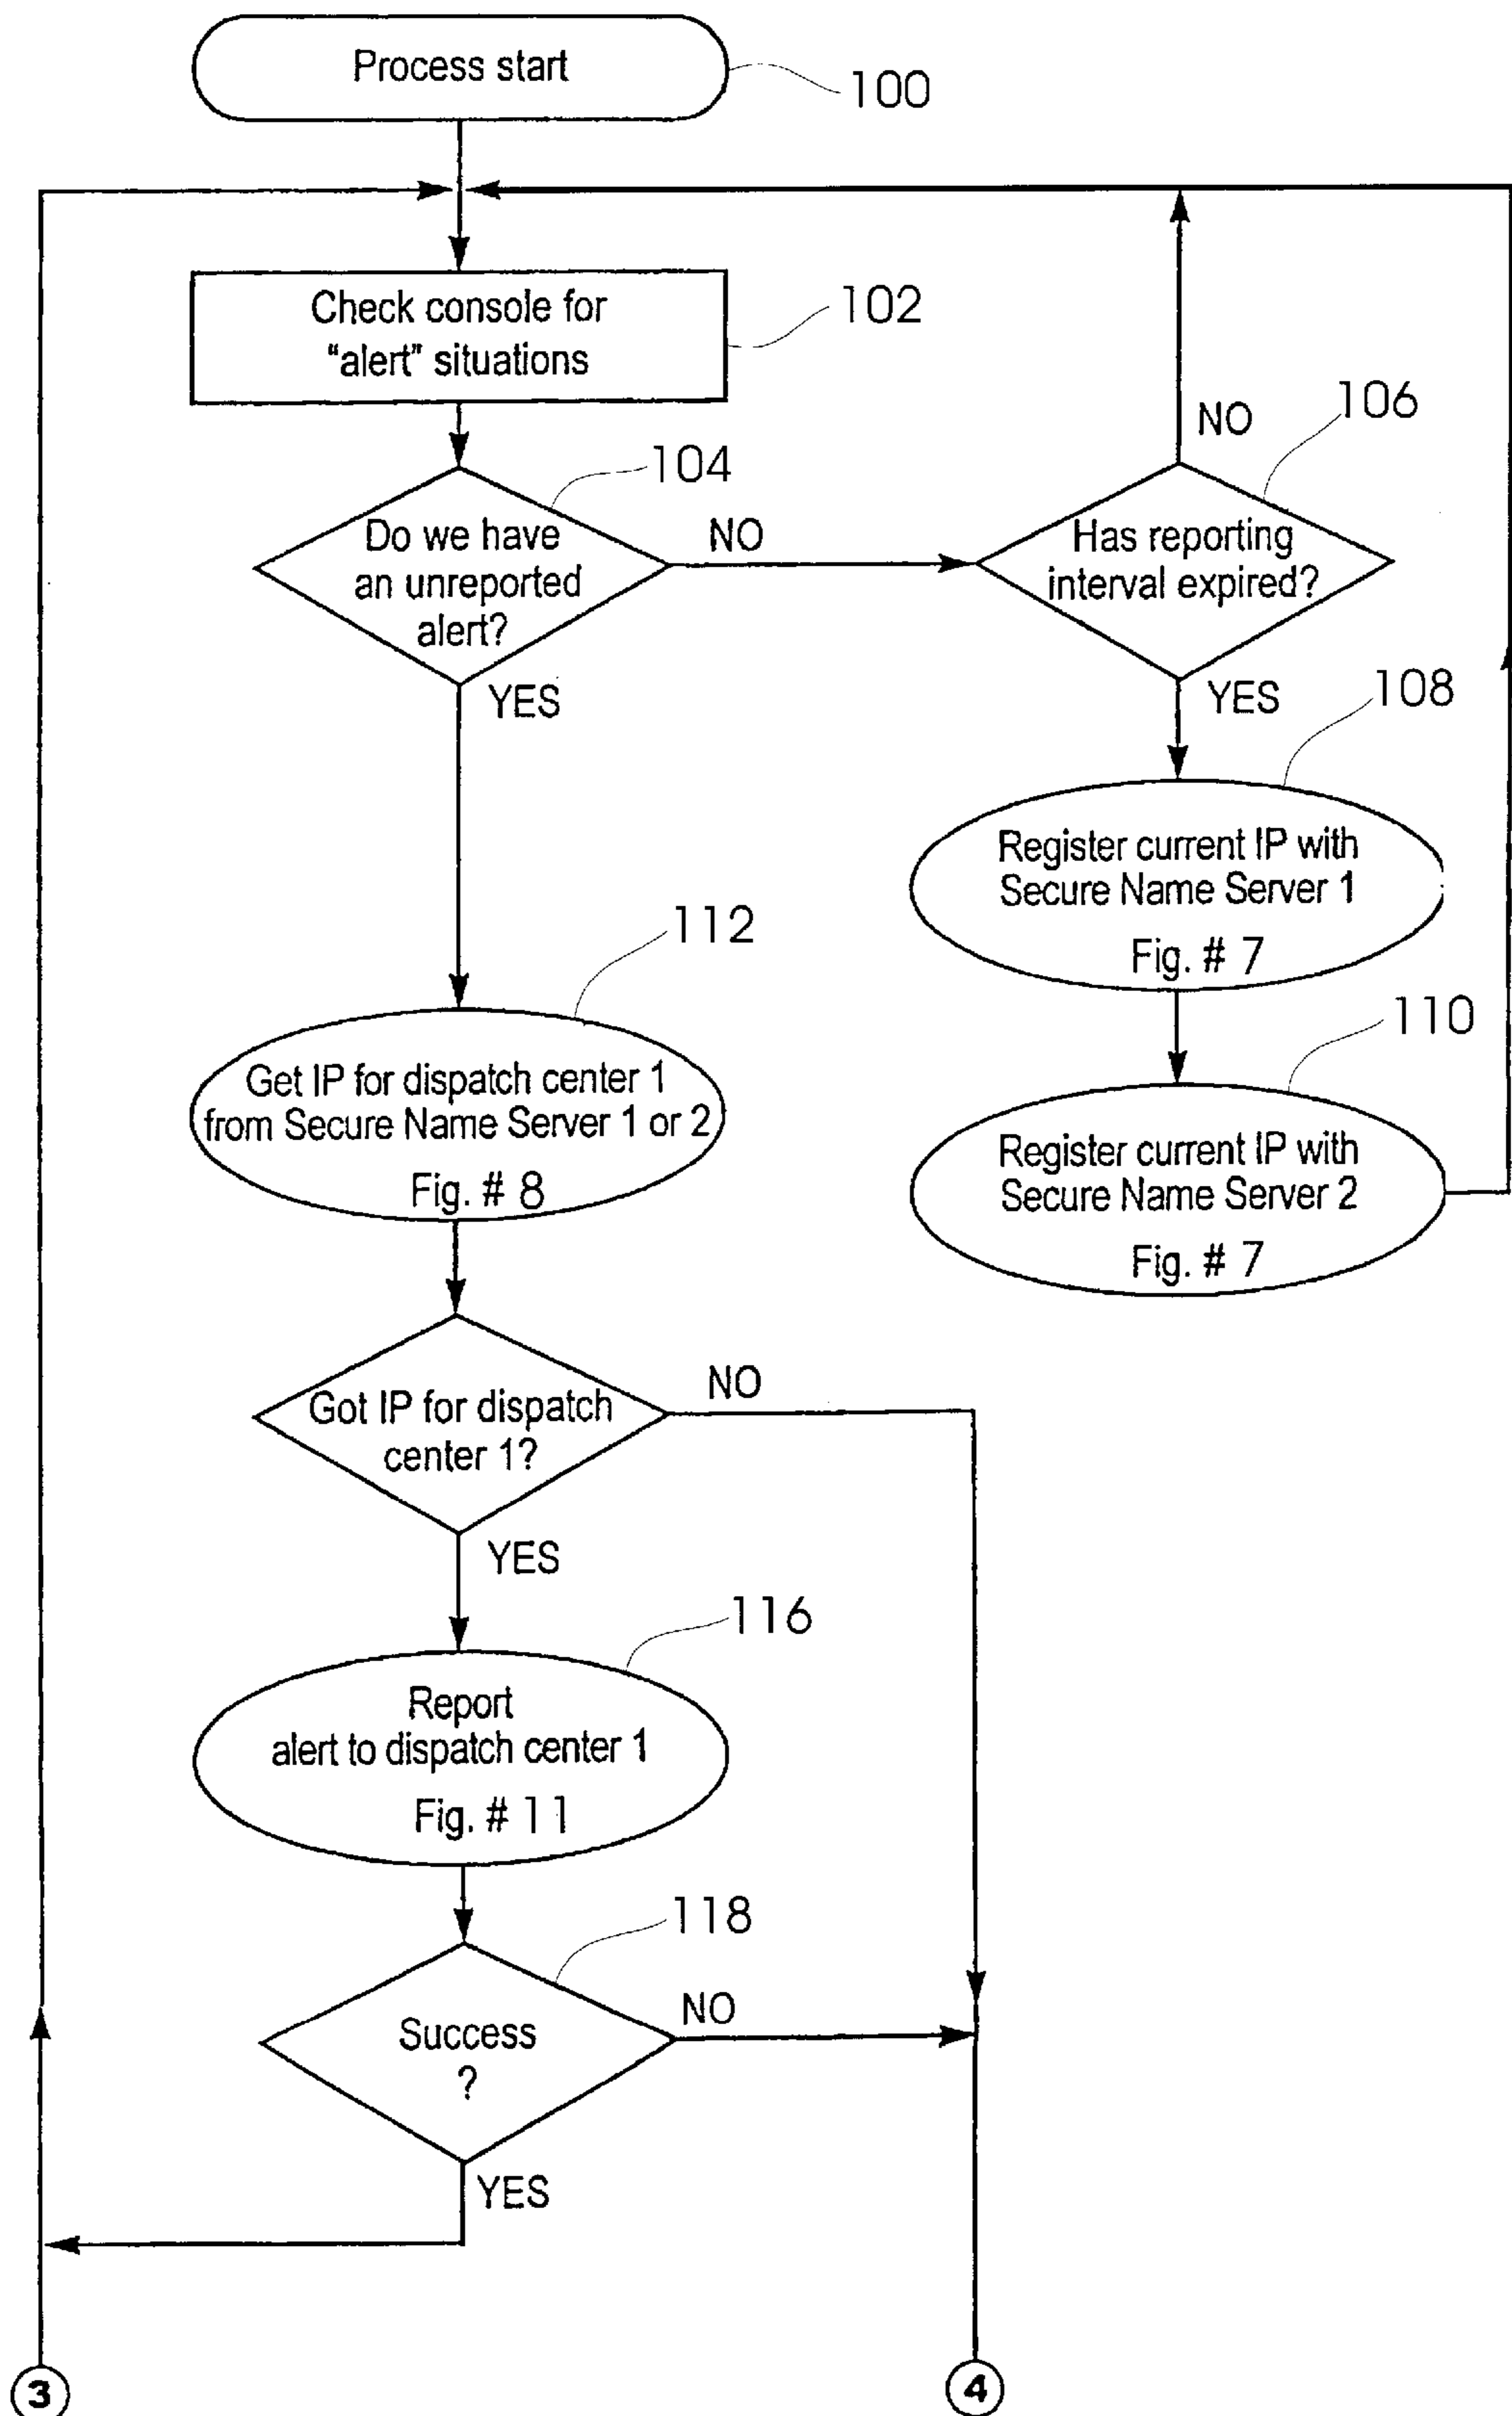 Process start
100
Check console for
"alert" situations
102
104
Do we have
an unreported
alert?
NO
YES
106
Has reporting
interval expired?
NO
YES
108
Register current IP with
Secure Name Server 1
Fig. # 7
110
Register current IP with
Secure Name Server 2
Fig. # 7
112
Get IP for dispatch center 1
from Secure Name Server 1 or 2
Fig. # 8
Got IP for dispatch
center 1?
NO
YES
116
Report
alert to dispatch center 1
Fig. # 11
118
Success
?
NO
YES
3
4